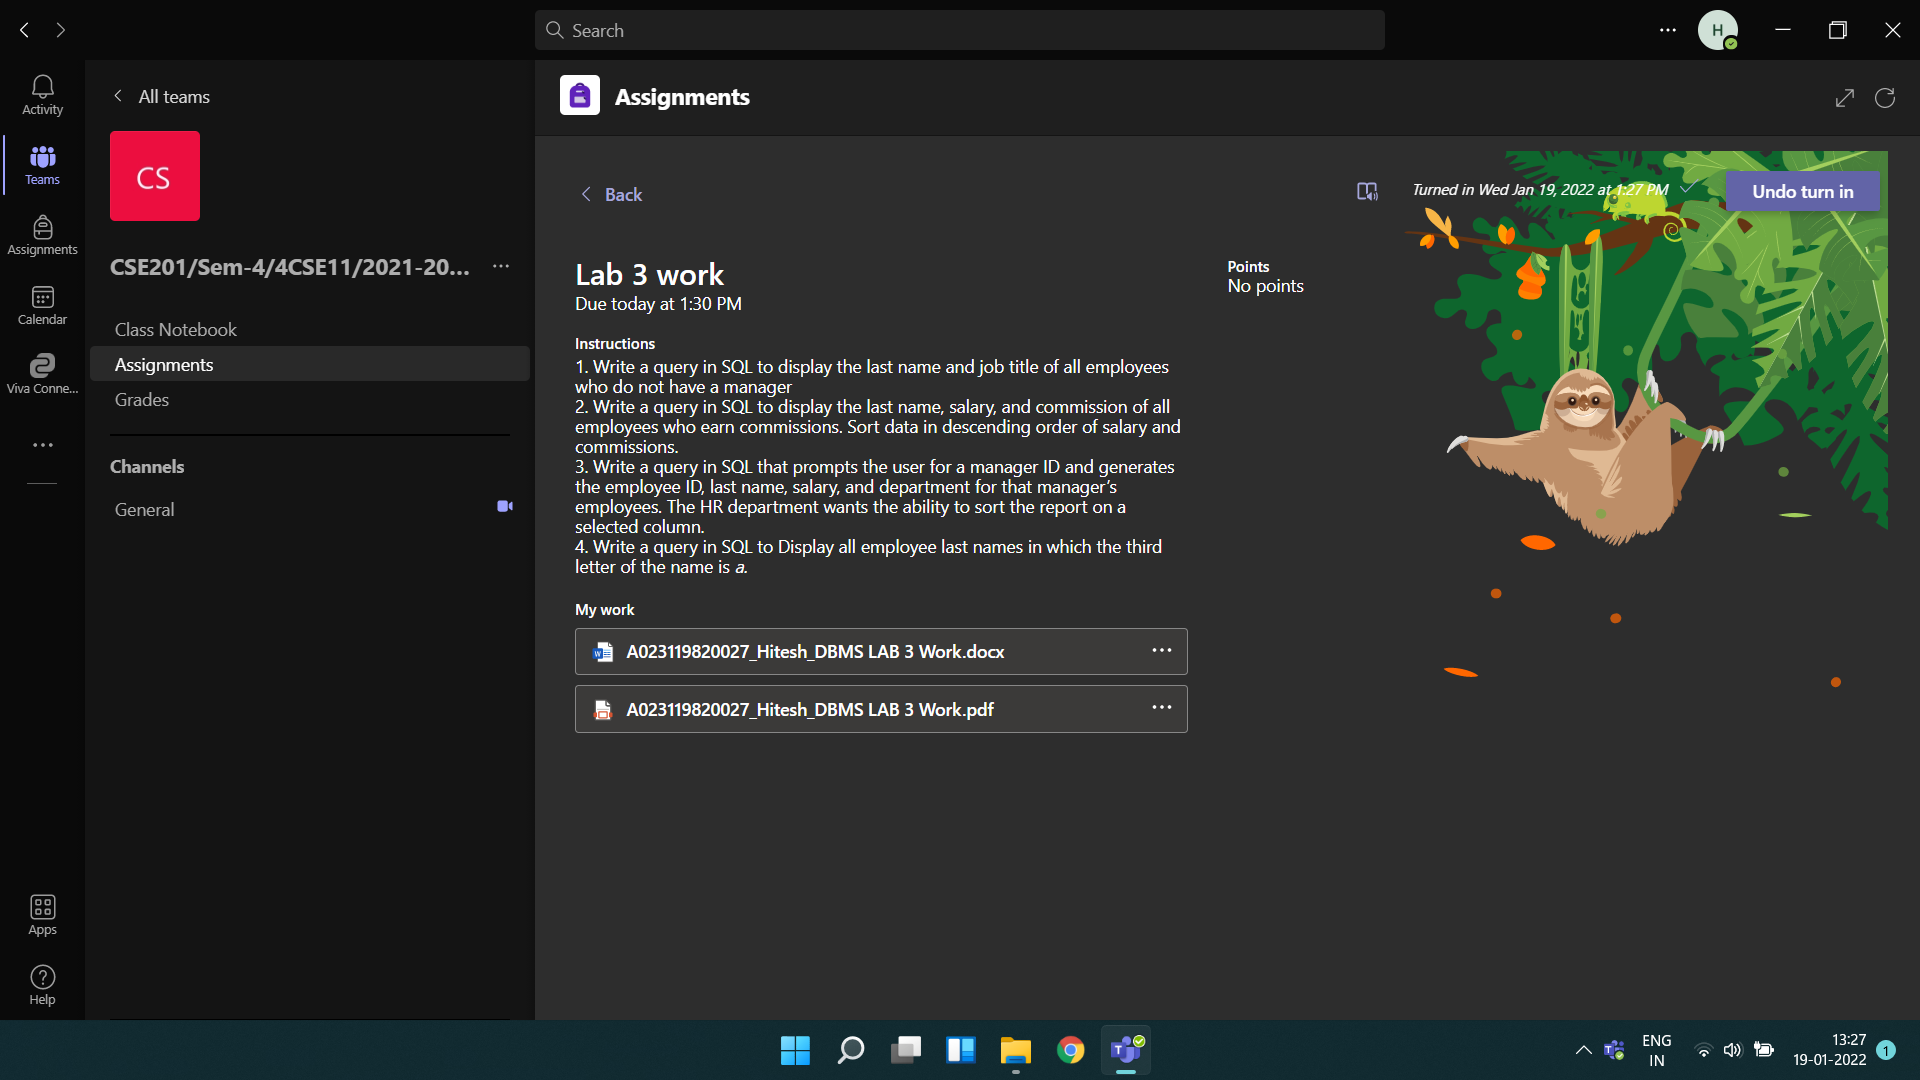 Search
H
Activity
Teams
Assignments
Calendar
Viva Conne...
Apps
Help
All teams
CS
CSE201/Sem-4/4CSE11/2021-20...
Class Notebook
Assignments
Grades
Channels
General
Assignments
Back
Turned in Wed Jan 19, 2022 at 1:27 PM
Undo turn in
Lab 3 work
Due today at 1:30 PM
Points
No points
Instructions
1. Write a query in SQL to display the last name and job title of all employees
who do not have a manager
2. Write a query in SQL to display the last name, salary, and commission of all
employees who earn commissions. Sort data in descending order of salary and
commissions.
3. Write a query in SQL that prompts the user for a manager ID and generates
the employee ID, last name, salary, and department for that manager’s
employees. The HR department wants the ability to sort the report on a
selected column.
4. Write a query in SQL to Display all employee last names in which the third
letter of the name is a.
My work
A023119820027_Hitesh_DBMS LAB 3 Work.docx
A023119820027_Hitesh_DBMS LAB 3 Work.pdf
ENG
IN
13:27
19-01-2022
1